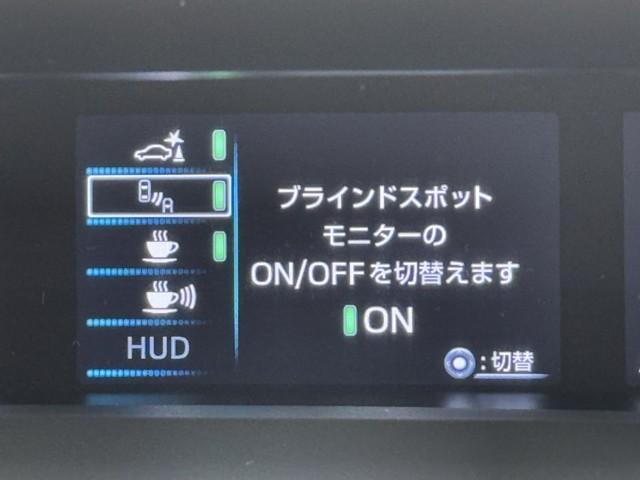 ブラインドスポット
モニターの
ON/OFFを切替えます
ON
HUD
:切替